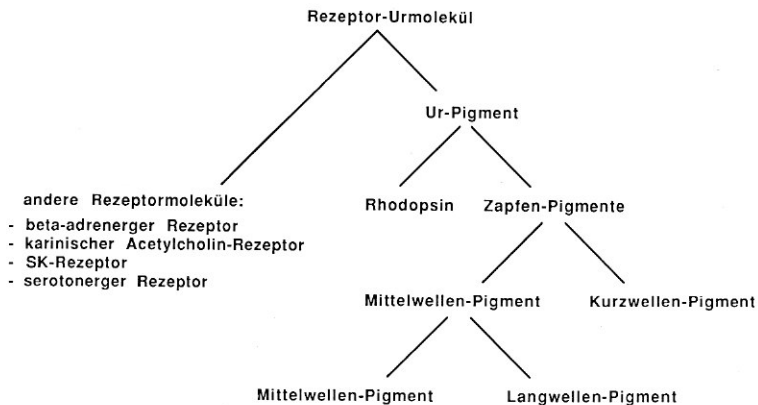 Rezeptor-Urmolekül
Ur-Pigment
andere Rezeptormoleküle:
- beta-adrenerger Rezeptor
- karinischer Acetylcholin-Rezeptor
- SK-Rezeptor
- serotonerger Rezeptor
Rhodopsin
Zapfen-Pigmente
Mittelwellen-Pigment
Kurzwellen-Pigment
Mittelwellen-Pigment
Langwellen-Pigment